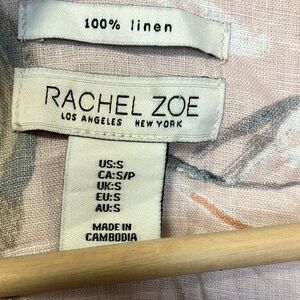 100% linen
RACHEL ZOE
LOS ANGELES NEW YORK
US:S
CA:S/P
UK:S
EU:S
AU:S
MADE IN
CAMBODIA